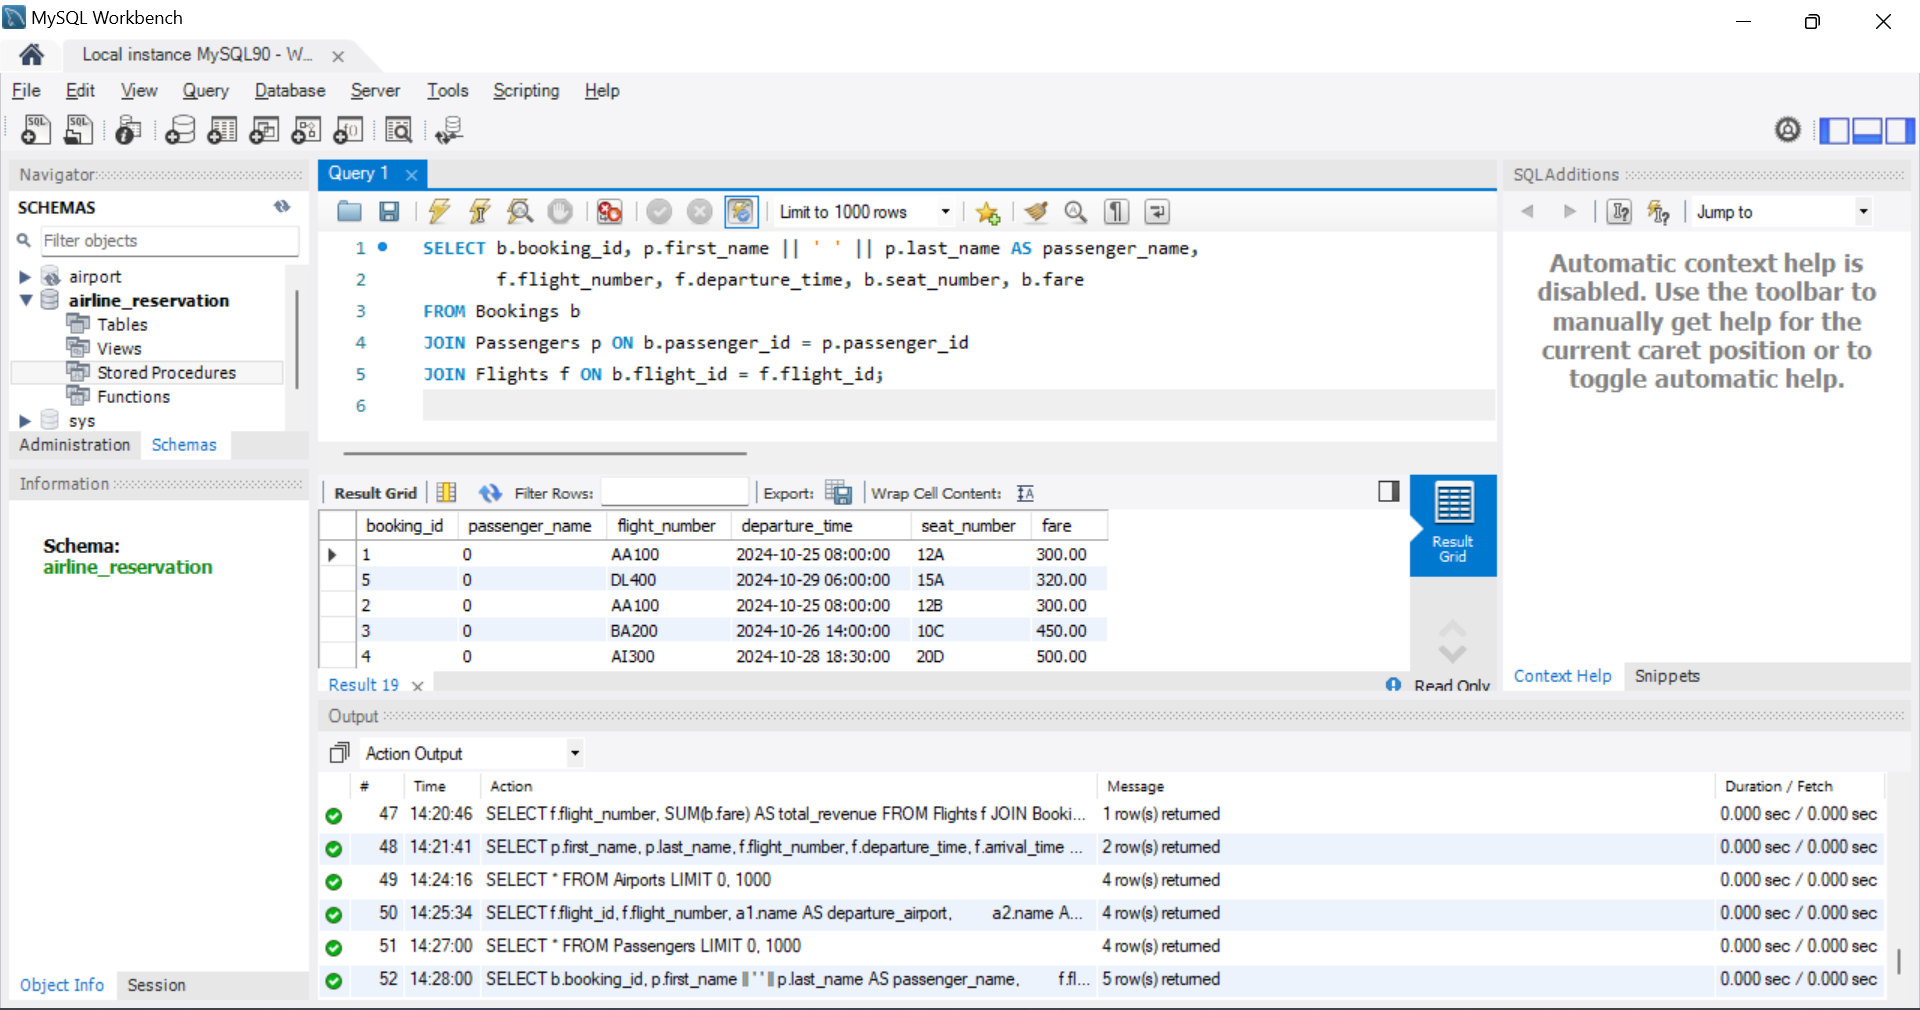 MySQL Workbench
Local instance MySQL90 - W...
File Edit View Query Database Server Tools Scripting Help
Navigator
SCHEMAS
Filter objects
airport
airline_reservation
Tables
Views
Stored Procedures
Functions
sys
Administration Schemas
Information
Schema:
airline_reservation
Object Info Session
Query 1
Limit to 1000 rows
1 SELECT b.booking_id, p.first_name || ' ' || p.last_name AS passenger_name,
2 f.flight_number, f.departure_time, b.seat_number, b.fare
3 FROM Bookings b
4 JOIN Passengers p ON b.passenger_id = p.passenger_id
5 JOIN Flights f ON b.flight_id = f.flight_id;
6
Result Grid Filter Rows: Export: Wrap Cell Content:
booking_id passenger_name flight_number departure_time seat_number fare
1 0 AA100 2024-10-25 08:00:00 12A 300.00
5 0 DL400 2024-10-29 06:00:00 15A 320.00
2 0 AA100 2024-10-25 08:00:00 12B 300.00
3 0 BA200 2024-10-26 14:00:00 10C 450.00
4 0 AI300 2024-10-28 18:30:00 20D 500.00
Result
Grid
Result 19 Read Only
SQLAdditions
Jump to
Automatic context help is
disabled. Use the toolbar to
manually get help for the
current caret position or to
toggle automatic help.
Context Help Snippets
Output
Action Output
# Time Action Message Duration / Fetch
47 14:20:46 SELECT f.flight_number, SUM(b.fare) AS total_revenue FROM Flights f JOIN Booki... 1 row(s) returned 0.000 sec / 0.000 sec
48 14:21:41 SELECT p.first_name, p.last_name, f.flight_number, f.departure_time, f.arrival_time ... 2 row(s) returned 0.000 sec / 0.000 sec
49 14:24:16 SELECT * FROM Airports LIMIT 0, 1000 4 row(s) returned 0.000 sec / 0.000 sec
50 14:25:34 SELECT f.flight_id, f.flight_number, a1.name AS departure_airport, a2.name A... 4 row(s) returned 0.000 sec / 0.000 sec
51 14:27:00 SELECT * FROM Passengers LIMIT 0, 1000 4 row(s) returned 0.000 sec / 0.000 sec
52 14:28:00 SELECT b.booking_id, p.first_name || ' ' || p.last_name AS passenger_name, f.fl... 5 row(s) returned 0.000 sec / 0.000 sec